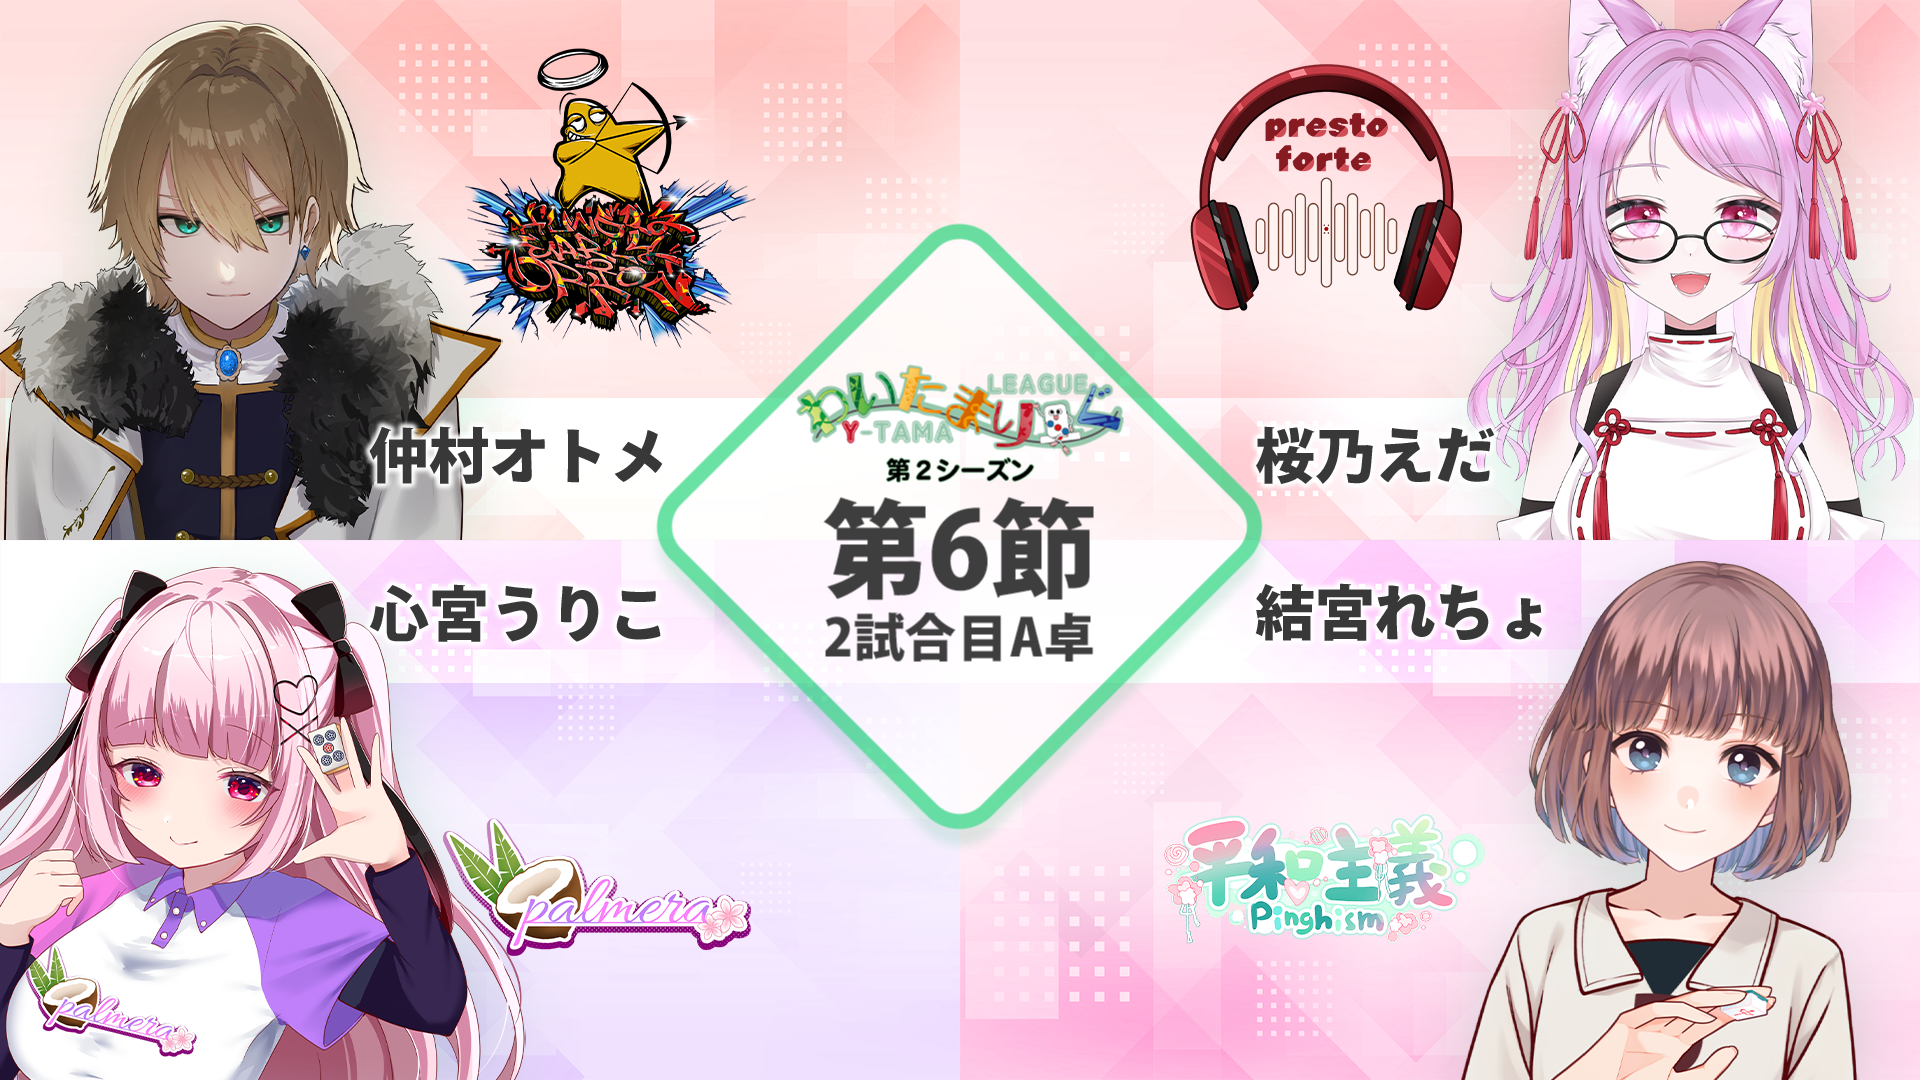 presto
forte
仲村オトメ
桜乃えだ
わいたまりーぐ
LEAGUE
Y-TAMA
第2シーズン
第6節
2試合目A卓
心宮うりこ
結宮れちょ
palmera
平和主義
Pinghism
palmera